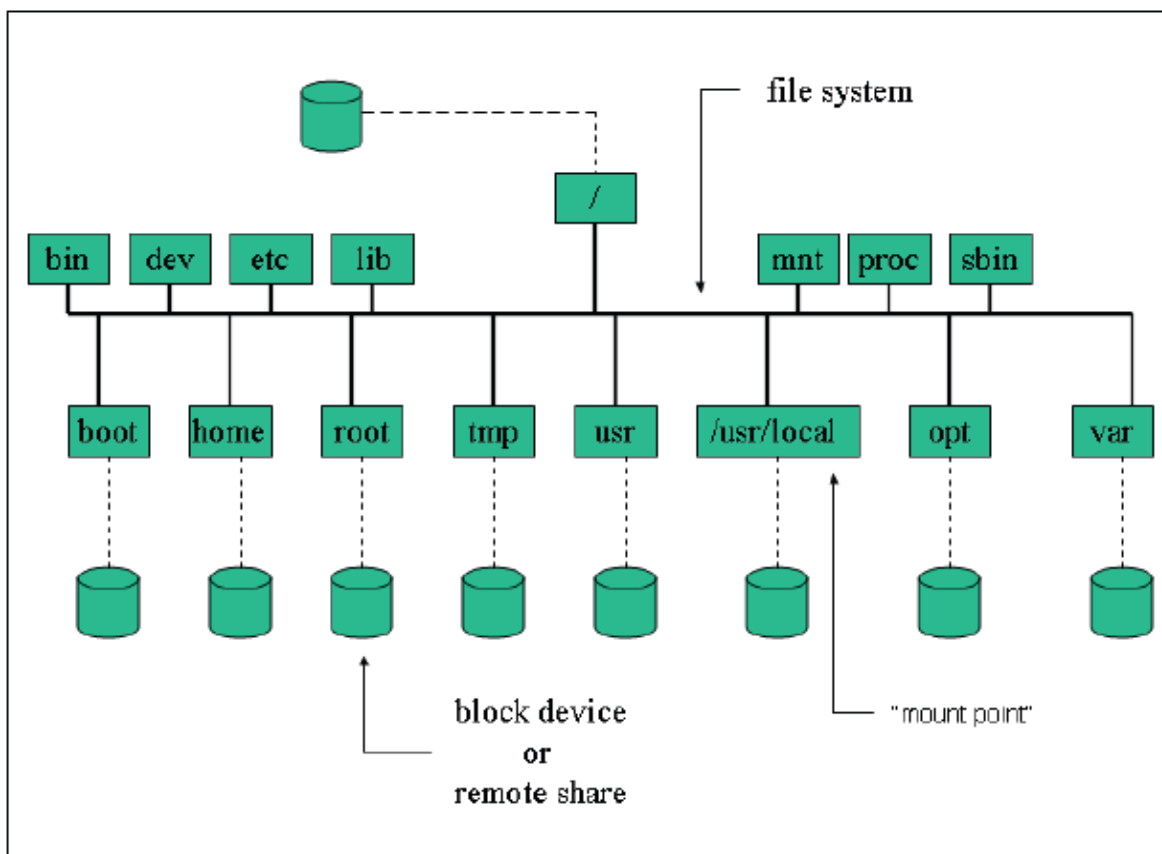 file system
/
bin dev etc lib mnt proc sbin
boot home root tmp usr /usr/local opt var
block device
or
remote share
"mount point"